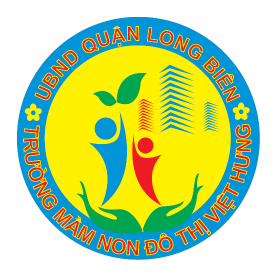 UBND QUẬN LONG BIÊN
TRƯỜNG MẦM NON ĐÔ THỊ VIỆT HƯNG